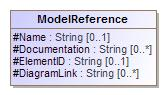 ModelReference
#Name : String [0..1]
#Documentation : String [0..*]
#ElementID : String [0..1]
#DiagramLink : String [0..*]